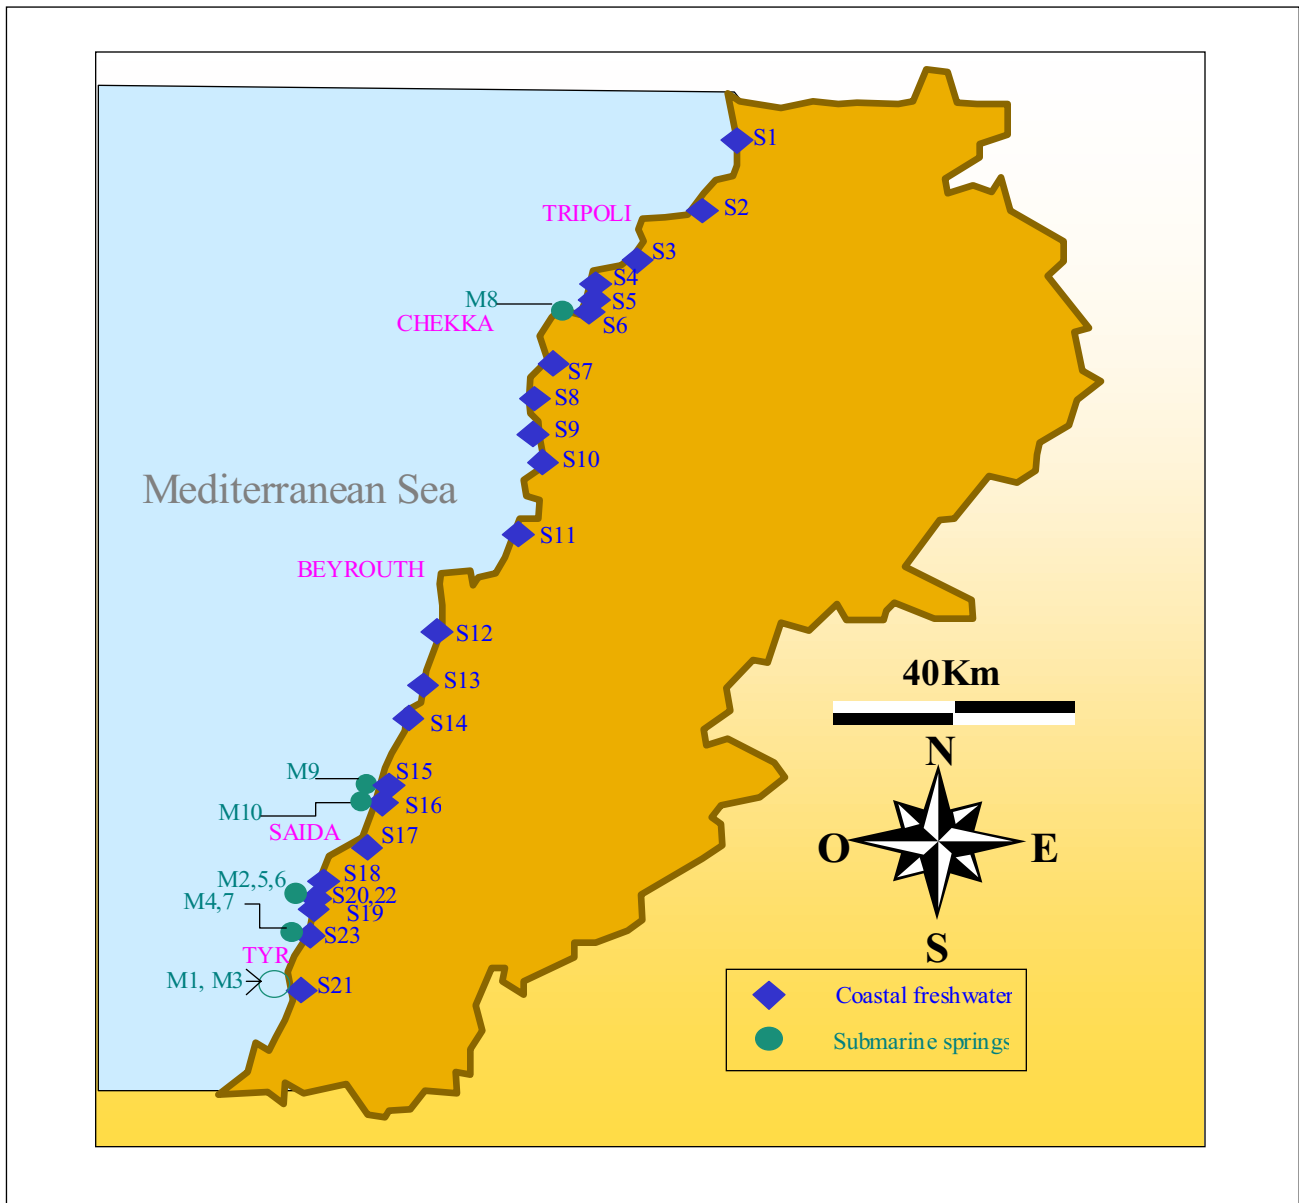 S1
TRIPOLI
S2
S3
S4
M8
S5
CHEKKA
S6
S7
S8
S9
S10
Mediterranean Sea
S11
BEYROUTH
S12
40Km
S13
S14
N
M9
S15
M10
S16
SAIDA
S17
O
E
M2,5,6
S18
M4,7
S20,22
S19
S23
S
TYR
M1, M3
S21
Coastal freshwater
Submarine springs